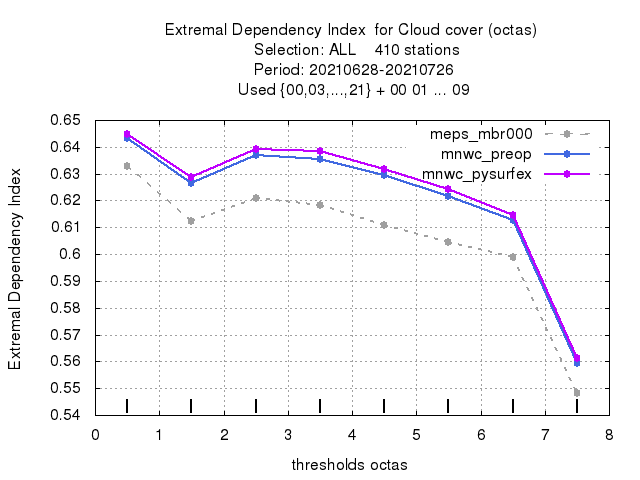 Extremal Dependency Index  for Cloud cover (octas)
Selection: ALL    410 stations
Period: 20210628-20210726
Used {00,03,...,21} + 00 01 ... 09
meps_mbr000
mnwc_preop
mnwc_pysurfex
Extremal Dependency Index
0.65
0.64
0.63
0.62
0.61
0.6
0.59
0.58
0.57
0.56
0.55
0.54
0 1 2 3 4 5 6 7 8
thresholds octas